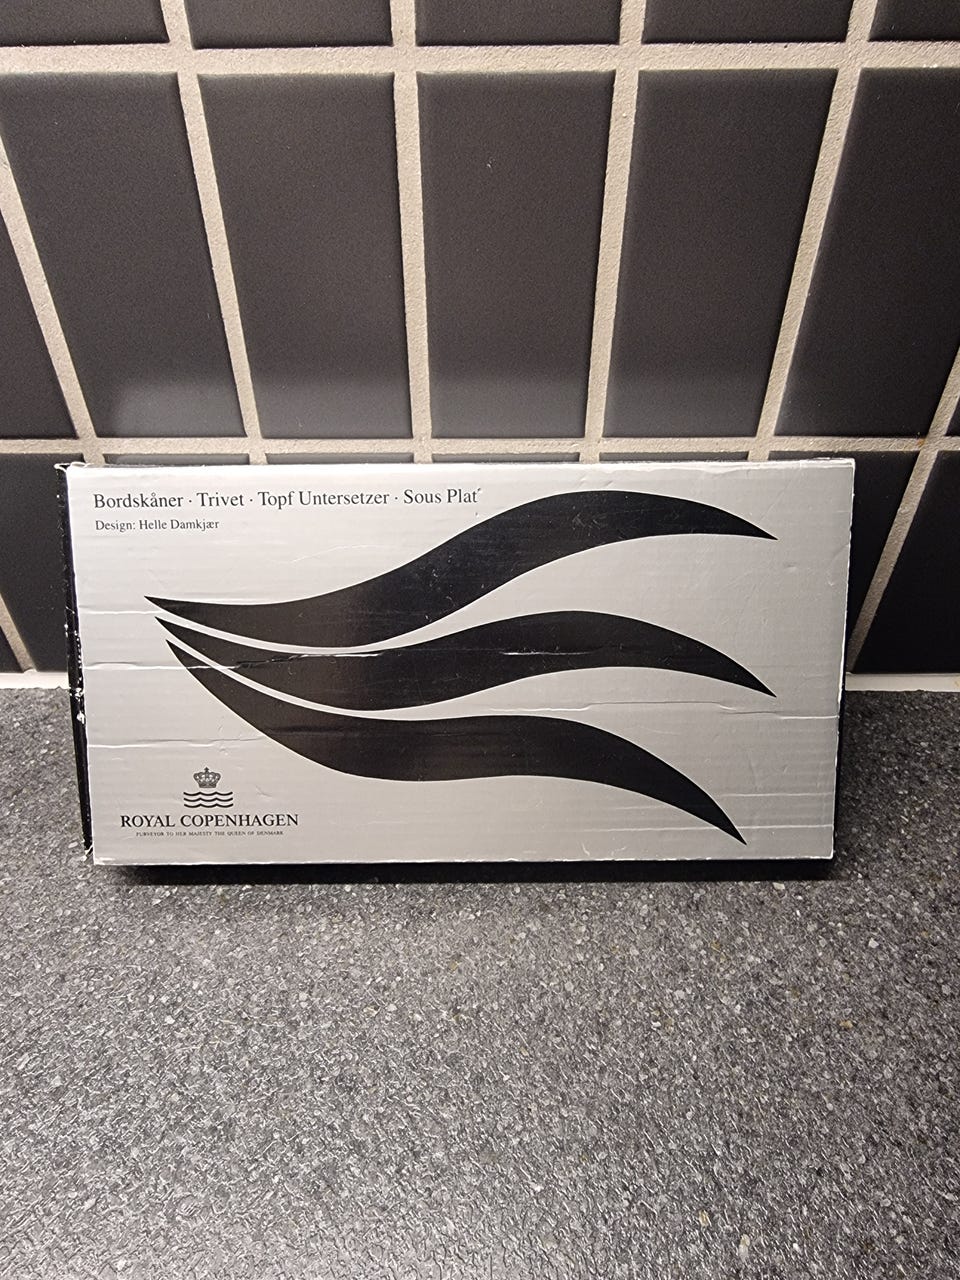 Bordskåner · Trivet · Topf Untersetzer · Sous Plat´
Design: Helle Damkjær
ROYAL COPENHAGEN
PURVEYOR TO HER MAJESTY THE QUEEN OF DENMARK